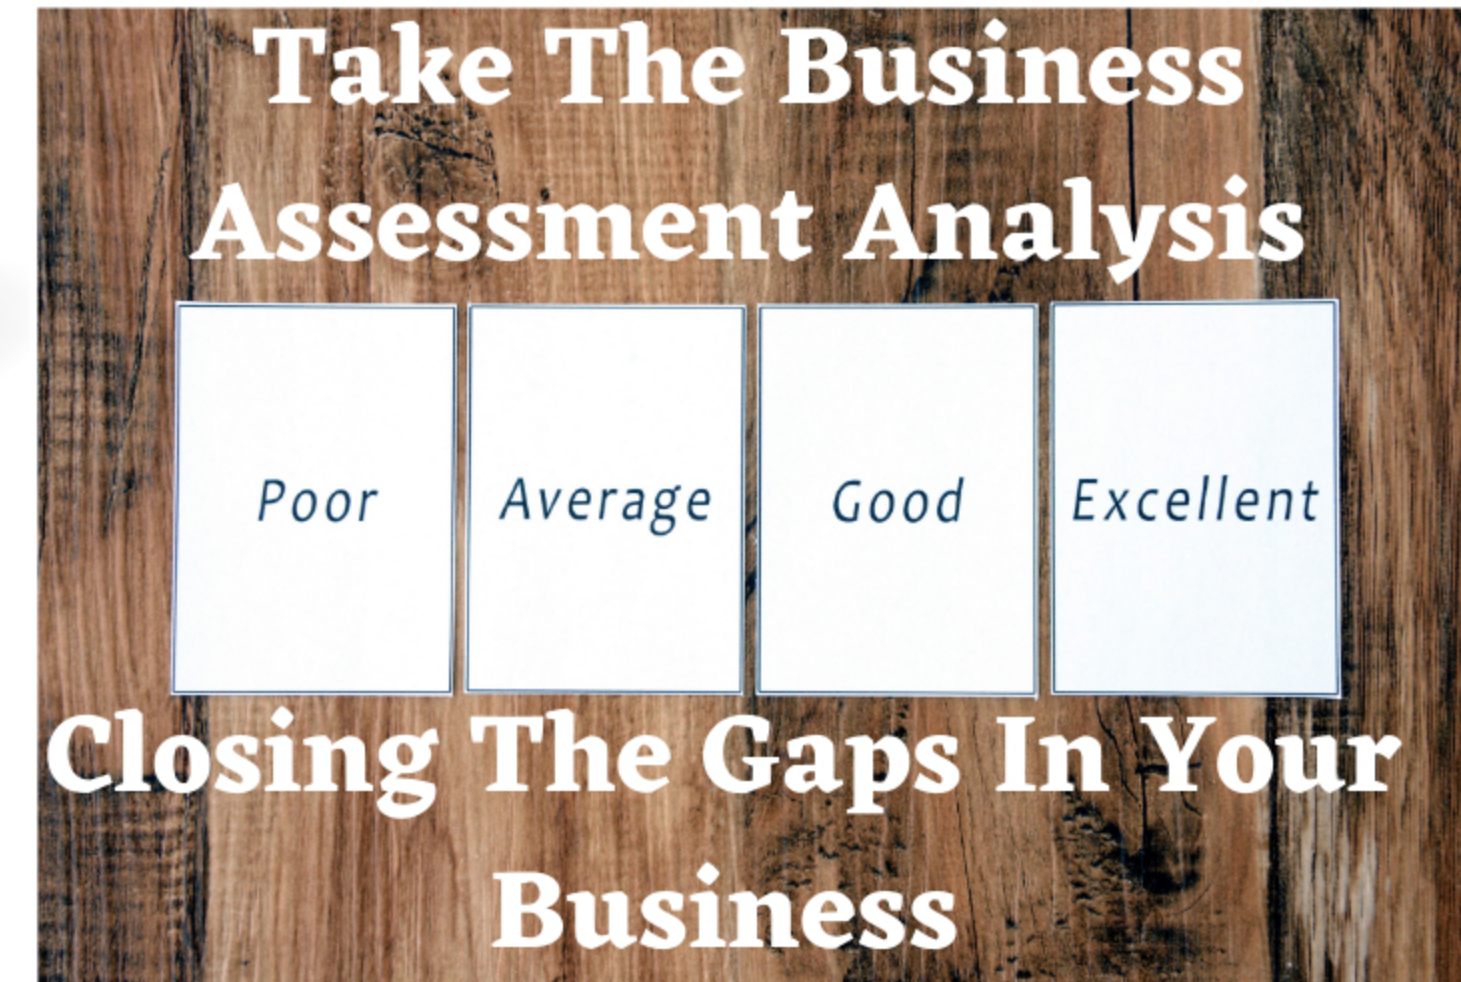 Take The Business
Assessment Analysis
Poor Average Good Excellent
Closing The Gaps In Your
Business